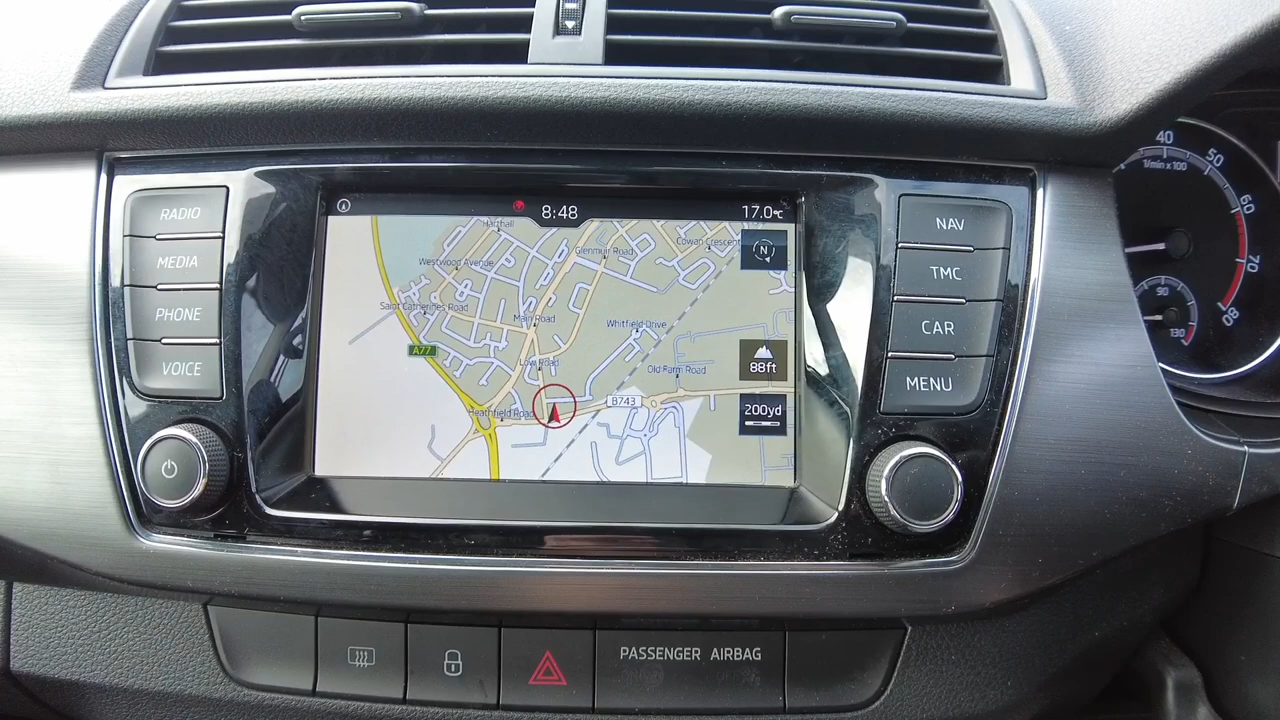 RADIO
MEDIA
PHONE
VOICE
8:48
17.0°C
Harthall
Cowan Crescent
Glenmuir Road
Westwood Avenue
N
Saint Catherines Road
Main Road
Whitfield Drive
A77
Low Road
Old Farm Road
88ft
B743
Heathfield Road
200yd
NAV
TMC
CAR
MENU
40
50
60
70
80
1/min x 100
90
130
PASSENGER AIRBAG